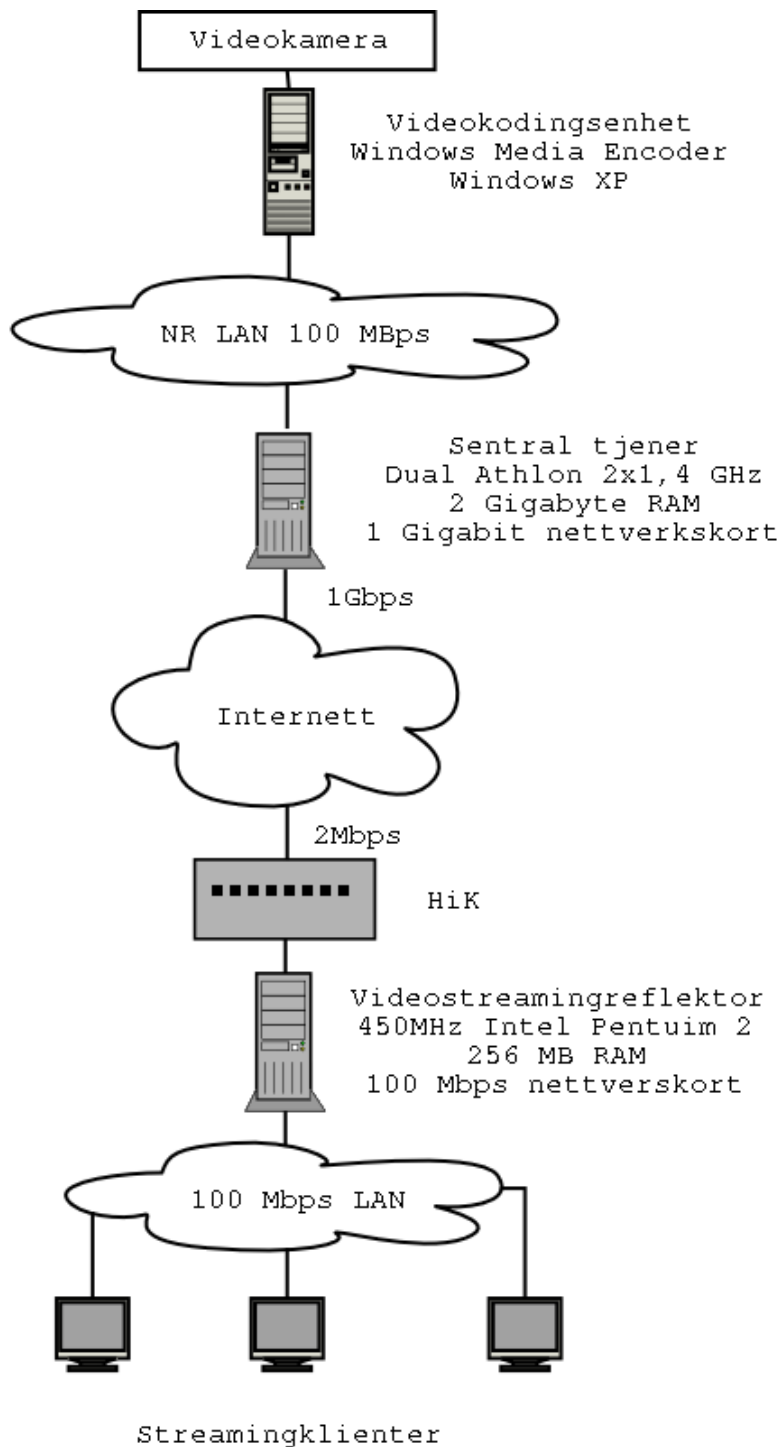 Videokamera
Videokodingsenhet
Windows Media Encoder
Windows XP
NR LAN 100 MBps
Sentral tjener
Dual Athlon 2x1,4 GHz
2 Gigabyte RAM
1 Gigabit nettverkskort
1Gbps
Internett
2Mbps
HiK
Videostreamingreflektor
450MHz Intel Pentuim 2
256 MB RAM
100 Mbps nettverskort
100 Mbps LAN
Streamingklienter